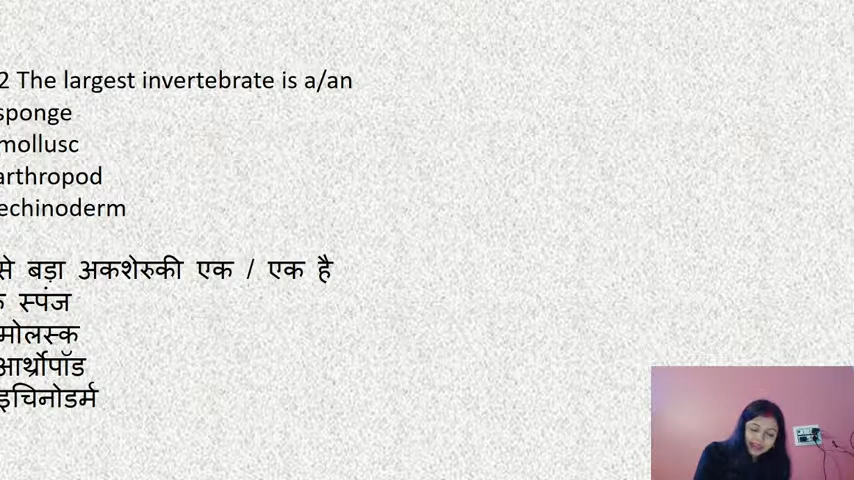 2 The largest invertebrate is a/an
sponge
mollusc
arthropod
echinoderm
से बड़ा अकशेरुकी एक / एक है
स्पंज
मोलस्क
आर्थ्रोपॉड
इचिनोडर्म